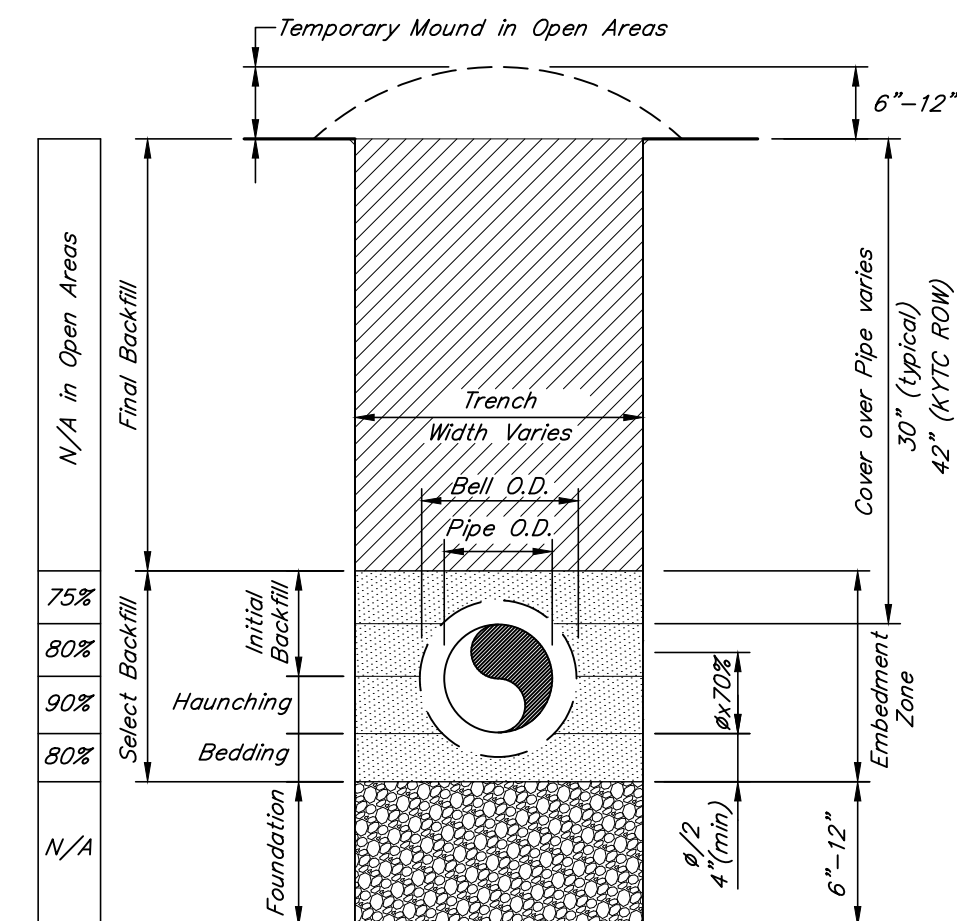 Temporary Mound in Open Areas
6"-12"
N/A in Open Areas
Final Backfill
Trench
Width Varies
Cover over Pipe varies
30" (typical)
42" (KYTC ROW)
Bell O.D.
Pipe O.D.
75%
80%
90%
80%
N/A
Select Backfill
Initial
Backfill
Haunching
Bedding
Foundation
øx70%
Embedment
Zone
ø/2
4"(min)
6"-12"